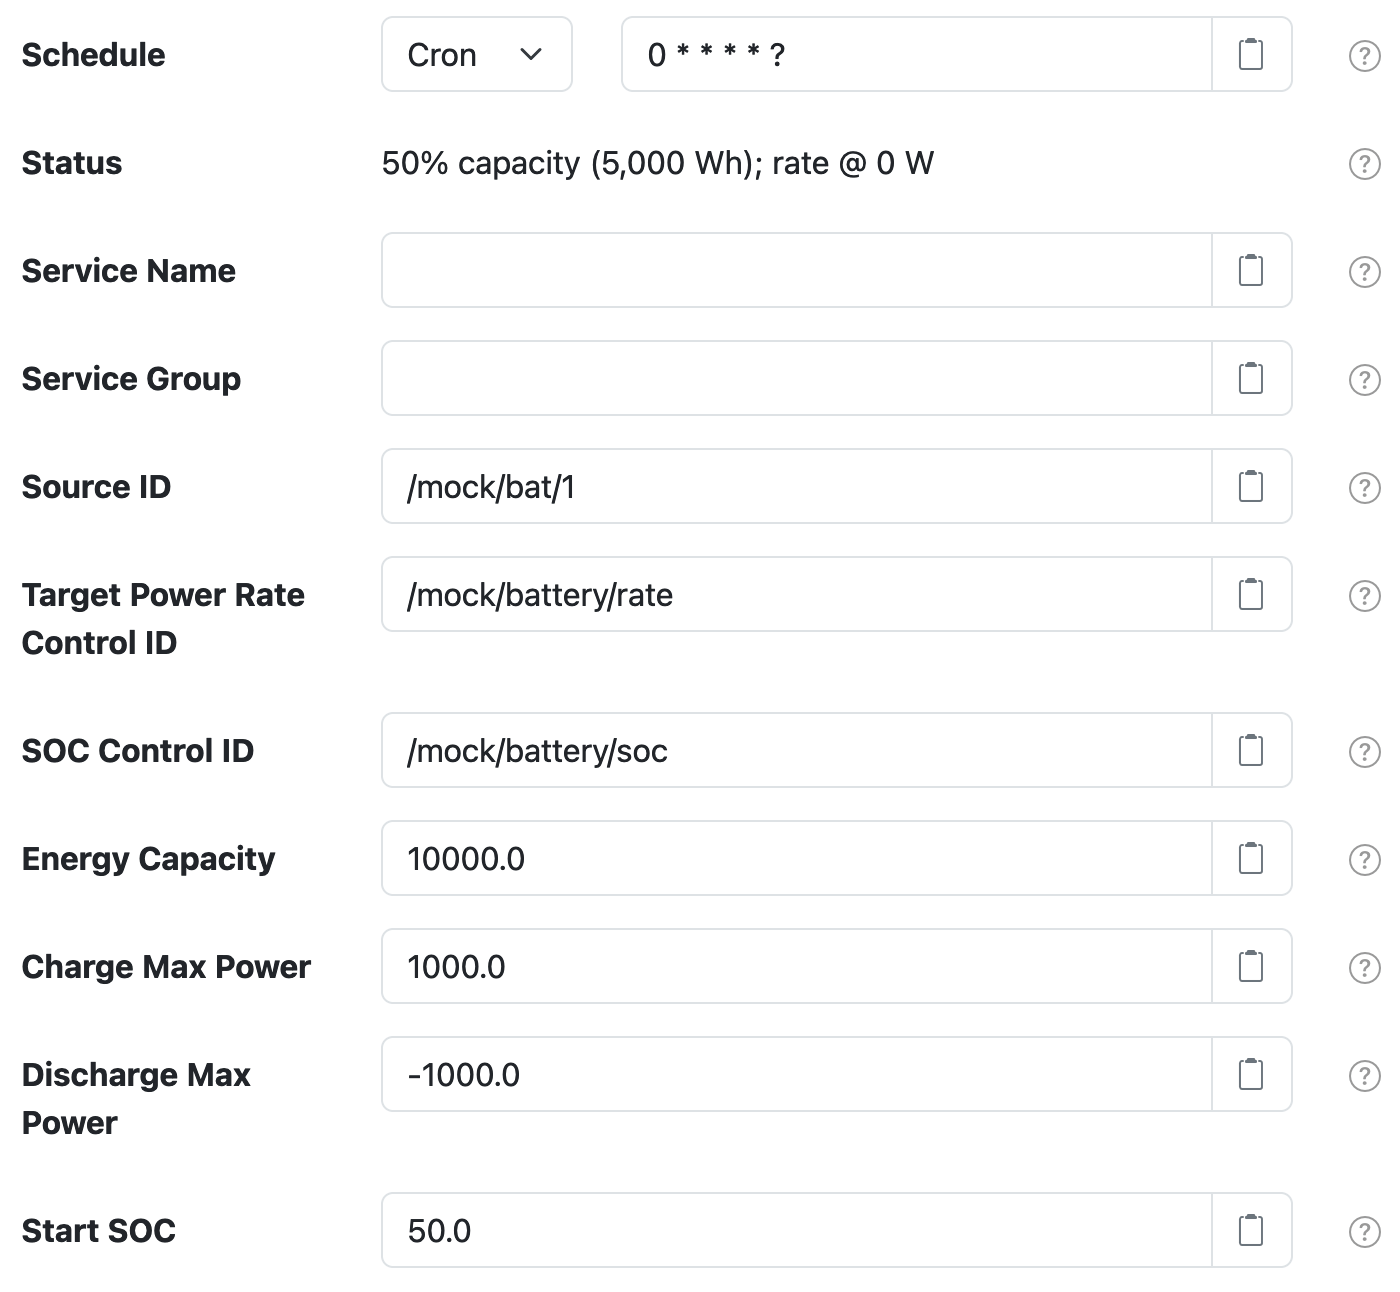 Schedule
Cron
0 * * * * ?
Status
50% capacity (5,000 Wh); rate @ 0 W
Service Name
Service Group
Source ID
/mock/bat/1
Target Power Rate
Control ID
/mock/battery/rate
SOC Control ID
/mock/battery/soc
Energy Capacity
10000.0
Charge Max Power
1000.0
Discharge Max
Power
-1000.0
Start SOC
50.0